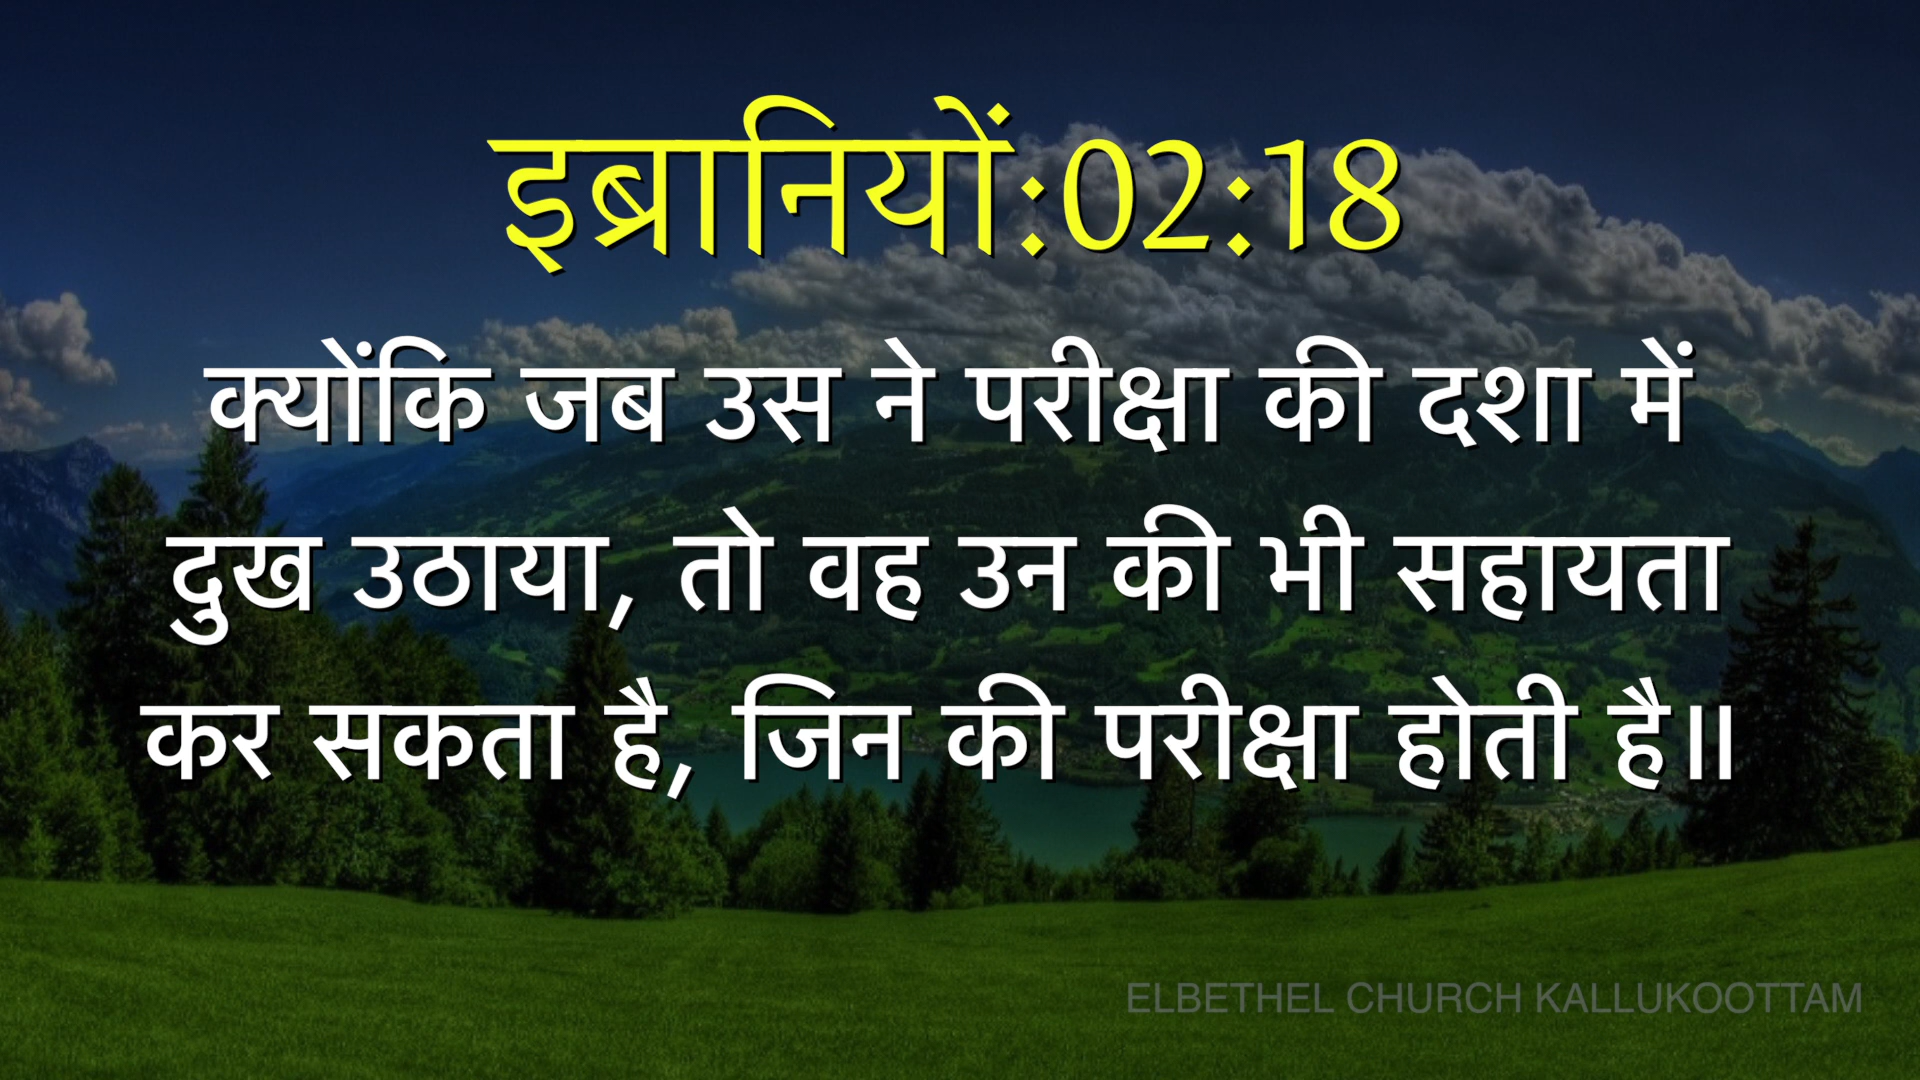 इब्रानियों:02:18
क्योंकि जब उस ने परीक्षा की दशा में
दुख उठाया, तो वह उन की भी सहायता
कर सकता है, जिन की परीक्षा होती है॥
ELBETHEL CHURCH KALLUKOOTTAM